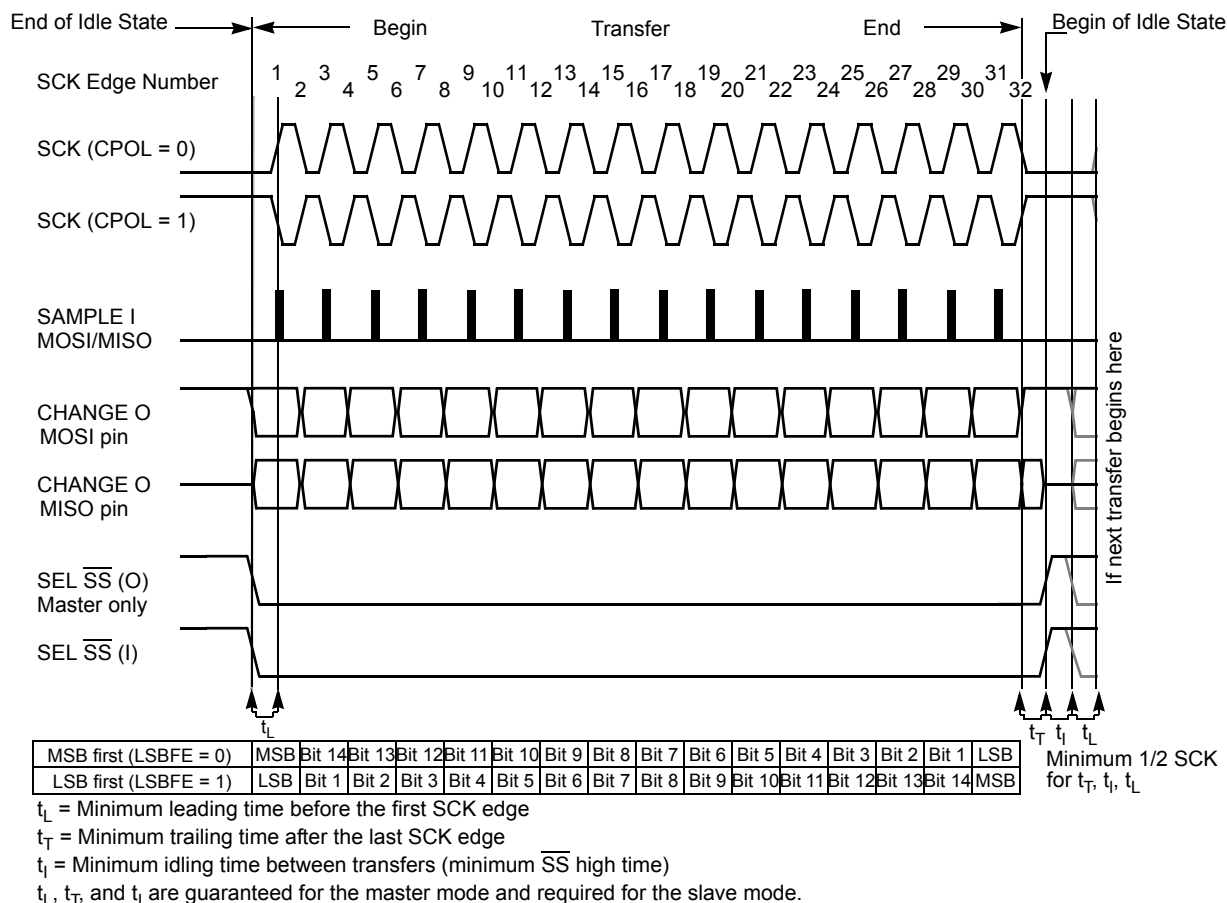 End of Idle State
Begin
Transfer
End
Begin of Idle State
SCK Edge Number
1 2 3 4 5 6 7 8 9 10 11 12 13 14 15 16 17 18 19 20 21 22 23 24 25 26 27 28 29 30 31 32
SCK (CPOL = 0)
SCK (CPOL = 1)
SAMPLE I
MOSI/MISO
CHANGE O
MOSI pin
CHANGE O
MISO pin
SEL SS (O)
Master only
SEL SS (I)
If next transfer begins here
tL
tT tI tL
MSB first (LSBFE = 0) MSB Bit 14 Bit 13 Bit 12 Bit 11 Bit 10 Bit 9 Bit 8 Bit 7 Bit 6 Bit 5 Bit 4 Bit 3 Bit 2 Bit 1 LSB
LSB first (LSBFE = 1) LSB Bit 1 Bit 2 Bit 3 Bit 4 Bit 5 Bit 6 Bit 7 Bit 8 Bit 9 Bit 10 Bit 11 Bit 12 Bit 13 Bit 14 MSB
Minimum 1/2 SCK
for tT, tI, tL
tL = Minimum leading time before the first SCK edge
tT = Minimum trailing time after the last SCK edge
tI = Minimum idling time between transfers (minimum SS high time)
tL, tT, and tI are guaranteed for the master mode and required for the slave mode.